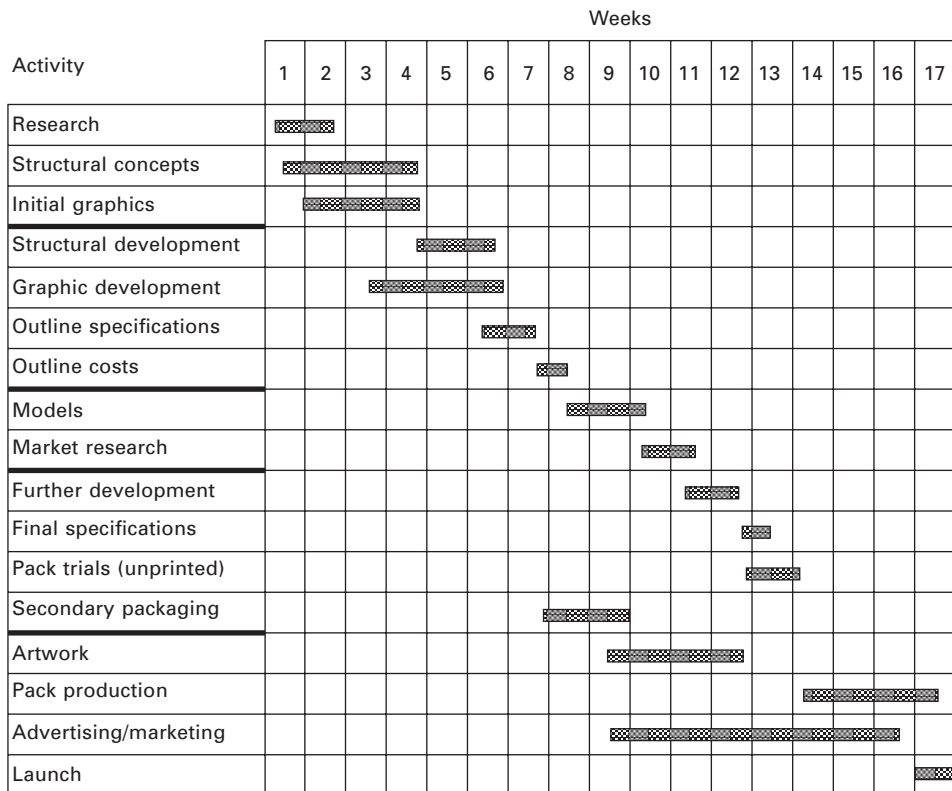 Weeks
Activity 1 2 3 4 5 6 7 8 9 10 11 12 13 14 15 16 17
Research
Structural concepts
Initial graphics
Structural development
Graphic development
Outline specifications
Outline costs
Models
Market research
Further development
Final specifications
Pack trials (unprinted)
Secondary packaging
Artwork
Pack production
Advertising/marketing
Launch